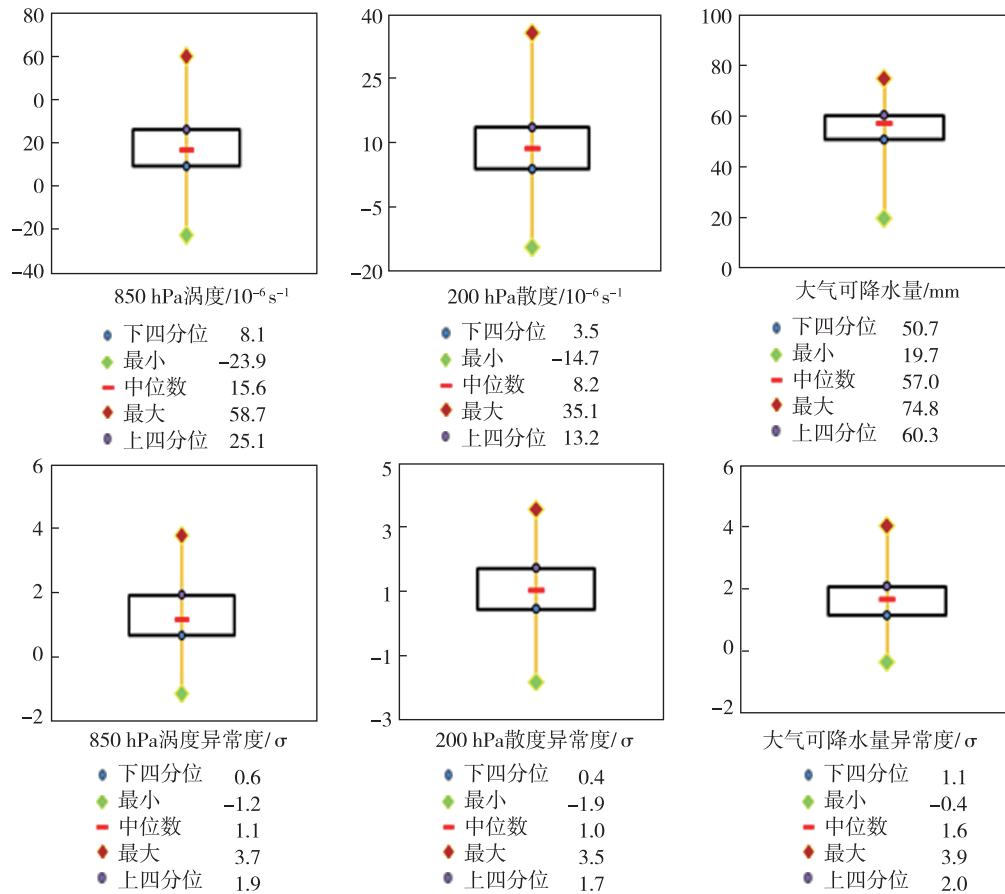 80
60
0
20
0
-20
-40
850 hPa涡度/10⁻⁶ s⁻¹
下四分位 8.1
最小 -23.9
中位数 15.6
最大 58.7
上四分位 25.1
40
25
10
-5
-20
200 hPa散度/10⁻⁶ s⁻¹
下四分位 3.5
最小 -14.7
中位数 8.2
最大 35.1
上四分位 13.2
100
80
60
40
20
0
大气可降水量/mm
下四分位 50.7
最小 19.7
中位数 57.0
最大 74.8
上四分位 60.3
6
4
2
0
-2
850 hPa涡度异常度/ σ
下四分位 0.6
最小 -1.2
中位数 1.1
最大 3.7
上四分位 1.9
5
3
1
-1
-3
200 hPa散度异常度/ σ
下四分位 0.4
最小 -1.9
中位数 1.0
最大 3.5
上四分位 1.7
6
4
2
0
-2
大气可降水量异常度/ σ
下四分位 1.1
最小 -0.4
中位数 1.6
最大 3.9
上四分位 2.0